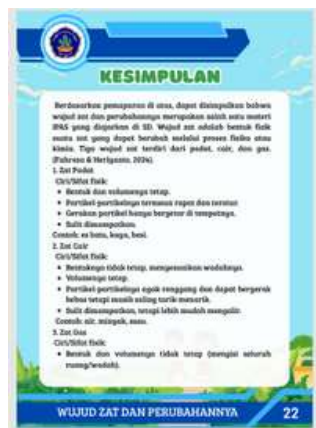 KESIMPULAN
Berdasarkan pemaparan di atas, dapat disimpulkan bahwa
wujud zat dan perubahannya merupakan salah satu materi
IPAS yang diajarkan di SD. Wujud zat adalah bentuk fisik
suatu zat yang dapat berubah melalui proses fisika atau
kimia. Tiga wujud zat terdiri dari padat, cair, dan gas.
2024).
1. Zat Padat
Ciri/Sifat fisik:
• Bentuk dan volumenya tetap.
• Partikel-partikelnya tersusun rapat dan teratur.
• Gerakan partikel hanya bergetar di tempatnya.
• Sulit dimampatkan.
Contoh: es batu, kayu, besi.
2. Zat Cair
Ciri/Sifat fisik:
• Bentuknya tidak tetap, menyesuaikan wadahnya.
• Volumenya tetap.
• Partikel-partikelnya agak renggang dan dapat bergerak
bebas tetapi masih saling tarik-menarik.
• Sulit dimampatkan, tetapi lebih mudah mengalir.
Contoh: air, minyak, susu.
3. Zat Gas
Ciri/Sifat fisik:
• Bentuk dan volumenya tidak tetap (mengisi seluruh
ruang/wadah).
WUJUD ZAT DAN PERUBAHANNYA
22